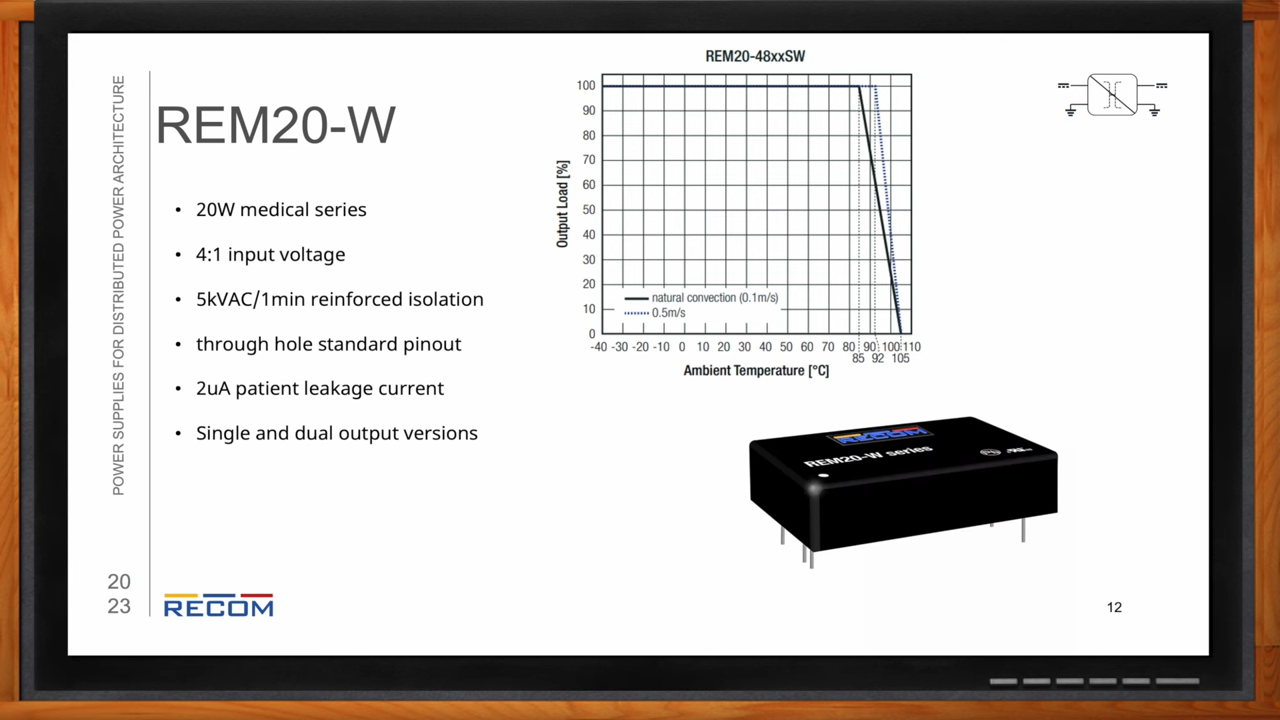 POWER SUPPLIES FOR DISTRIBUTED POWER ARCHITECTURE
REM20-W
• 20W medical series
• 4:1 input voltage
• 5kVAC/1min reinforced isolation
• through hole standard pinout
• 2uA patient leakage current
• Single and dual output versions
20
23
RECOM
REM20-48xxSW
Output Load [%]
100
90
80
70
60
50
40
30
20
10
0
natural convection (0.1m/s)
0.5m/s
-40 -30 -20 -10 0 10 20 30 40 50 60 70 80 90 100 110
85 92 105
Ambient Temperature [°C]
RECOM
REM20-W series
12